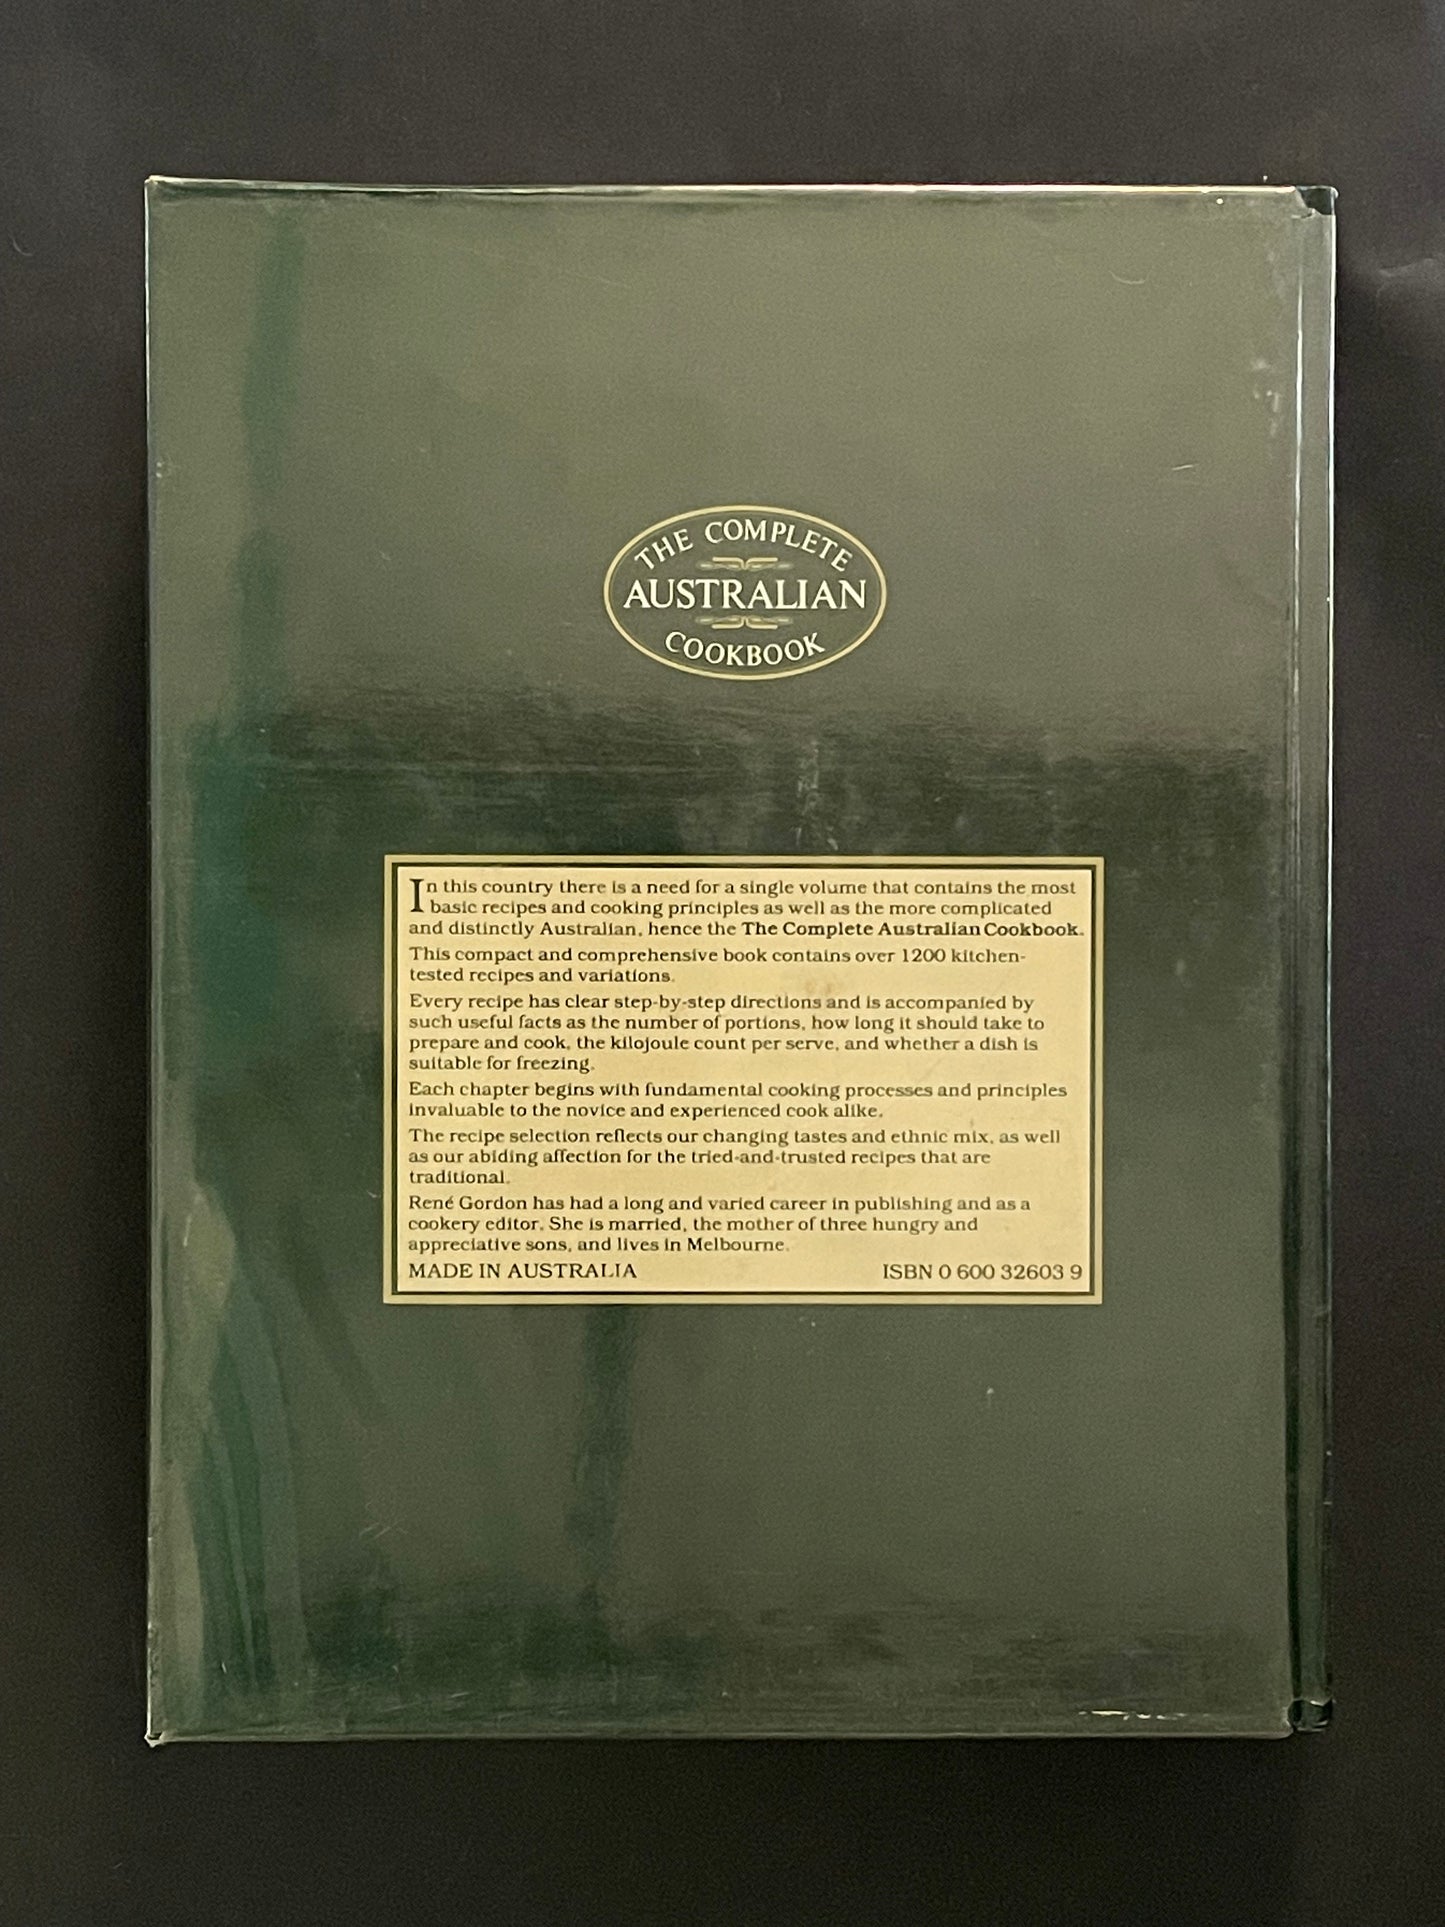 THE COMPLETE
AUSTRALIAN
COOKBOOK
In this country there is a need for a single volume that contains the most
basic recipes and cooking principles as well as the more complicated
and distinctly Australian, hence the The Complete Australian Cookbook.
This compact and comprehensive book contains over 1200 kitchen-
tested recipes and variations.
Every recipe has clear step-by-step directions and is accompanied by
such useful facts as the number of portions, how long it should take to
prepare and cook, the kilojoule count per serve, and whether a dish is
suitable for freezing.
Each chapter begins with fundamental cooking processes and principles
invaluable to the novice and experienced cook alike.
The recipe selection reflects our changing tastes and ethnic mix, as well
as our abiding affection for the tried-and-trusted recipes that are
traditional.
René Gordon has had a long and varied career in publishing and as a
cookery editor. She is married, the mother of three hungry and
appreciative sons, and lives in Melbourne.
MADE IN AUSTRALIA ISBN 0 600 32603 9